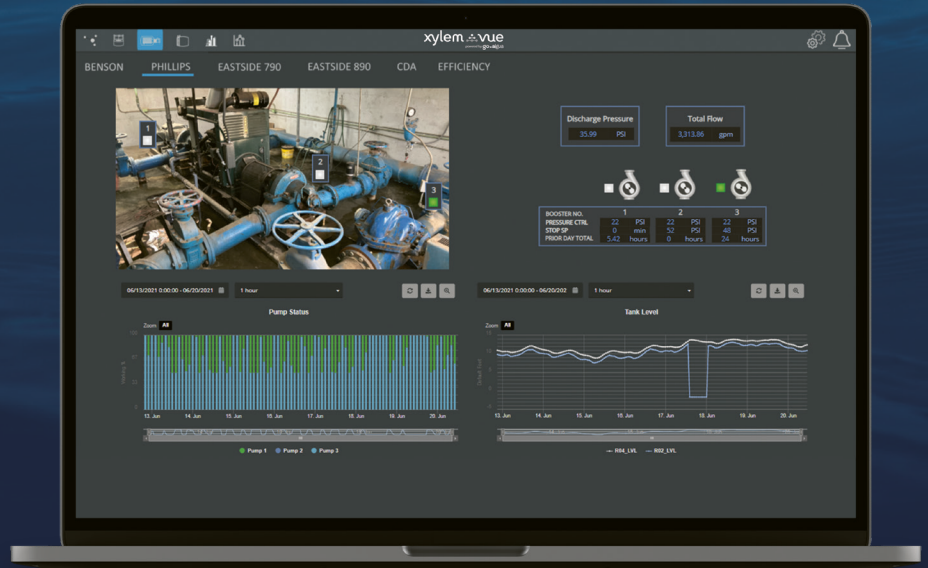 xylem vue
powered by go-aigua
BENSON PHILLIPS EASTSIDE 790 EASTSIDE 890 CDA EFFICIENCY
1
2
3
Discharge Pressure
35.99 PSI
Total Flow
3,313.86 gpm
BOOSTER NO. 1 2 3
PRESSURE CTRL 22 PSI 22 PSI 22 PSI
STOP SP 0 min 52 PSI 48 PSI
PRIOR DAY TOTAL 5.42 hours 0 hours 24 hours
06/13/2021 0:00:00 - 06/20/2021
1 hour
Pump Status
Zoom All
13. Jun 14. Jun 15. Jun 16. Jun 17. Jun 18. Jun 19. Jun 20. Jun
Pump 1 Pump 2 Pump 3
06/13/2021 0:00:00 - 06/20/202
1 hour
Tank Level
Zoom All
13. Jun 14. Jun 15. Jun 16. Jun 17. Jun 18. Jun 19. Jun 20. Jun
R04_LVL R02_LVL